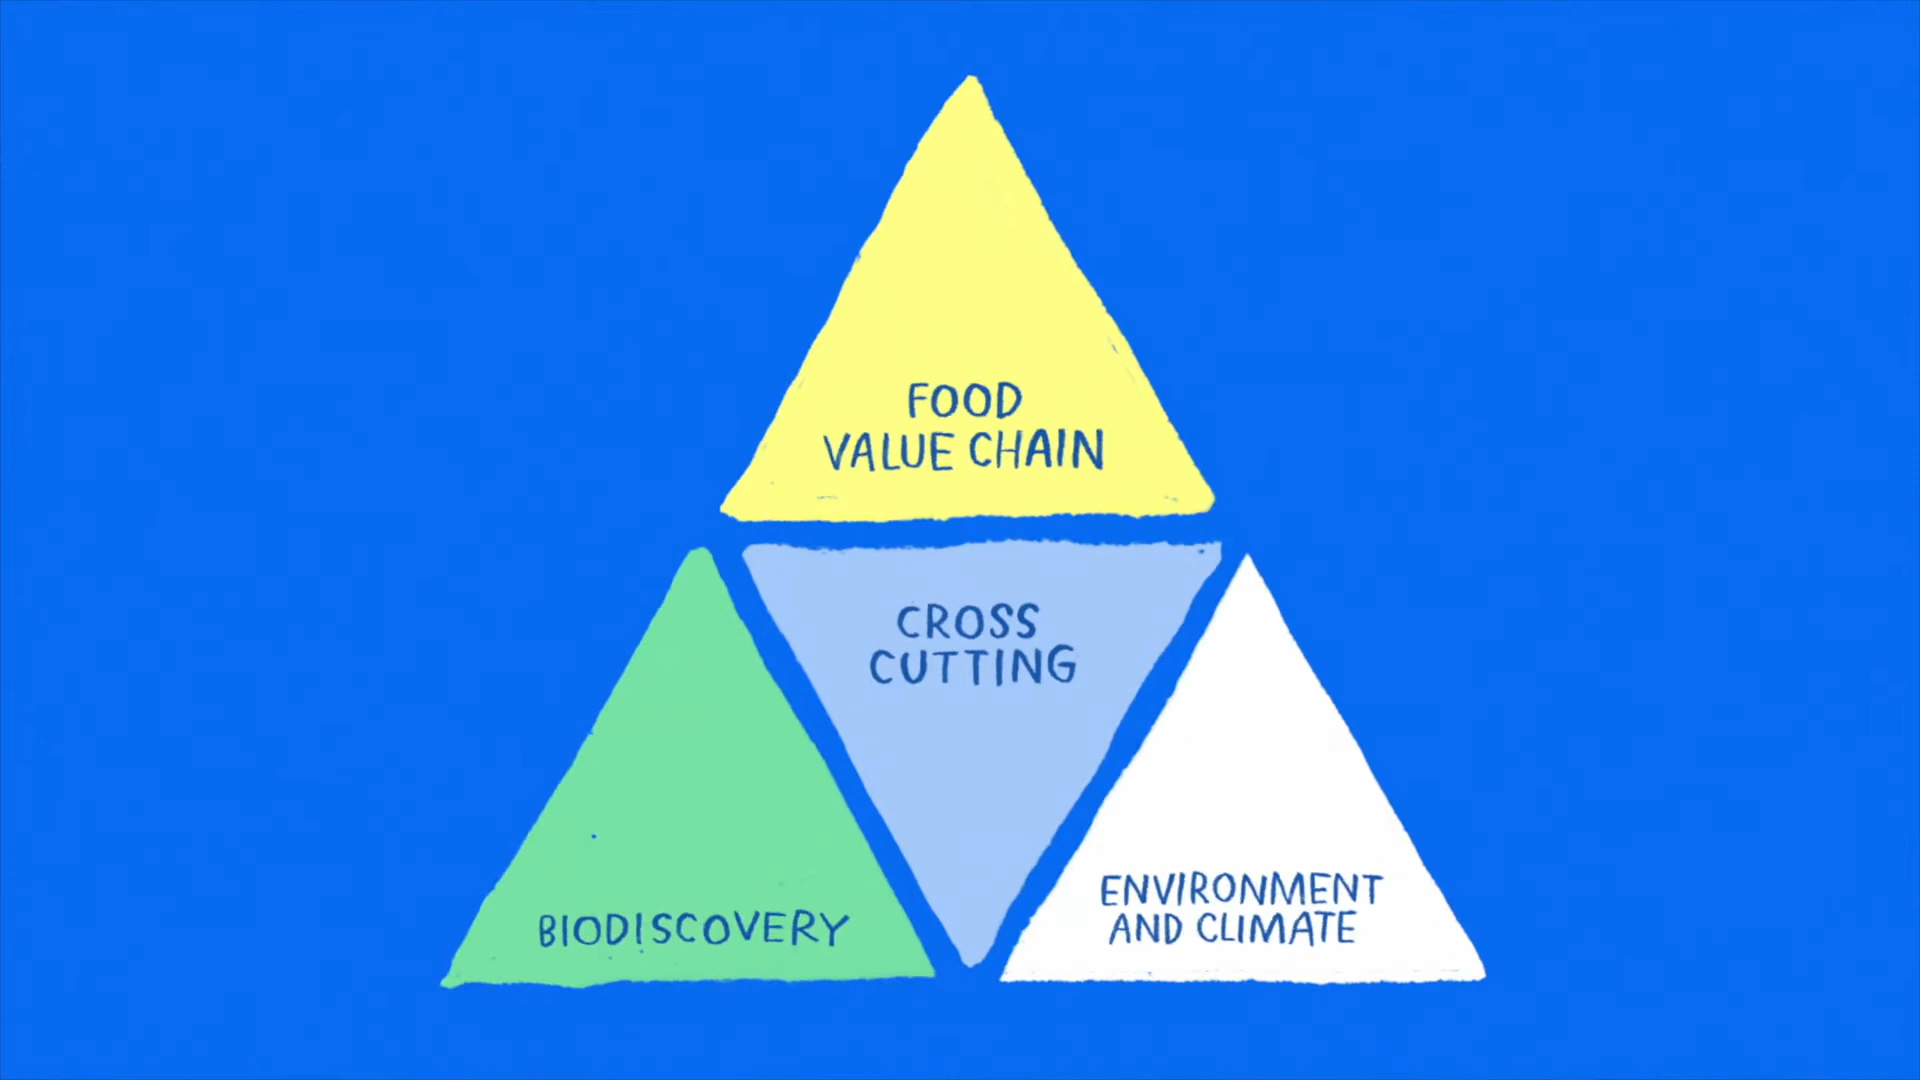 FOOD
VALUE CHAIN
CROSS
CUTTING
BIODISCOVERY
ENVIRONMENT
AND CLIMATE